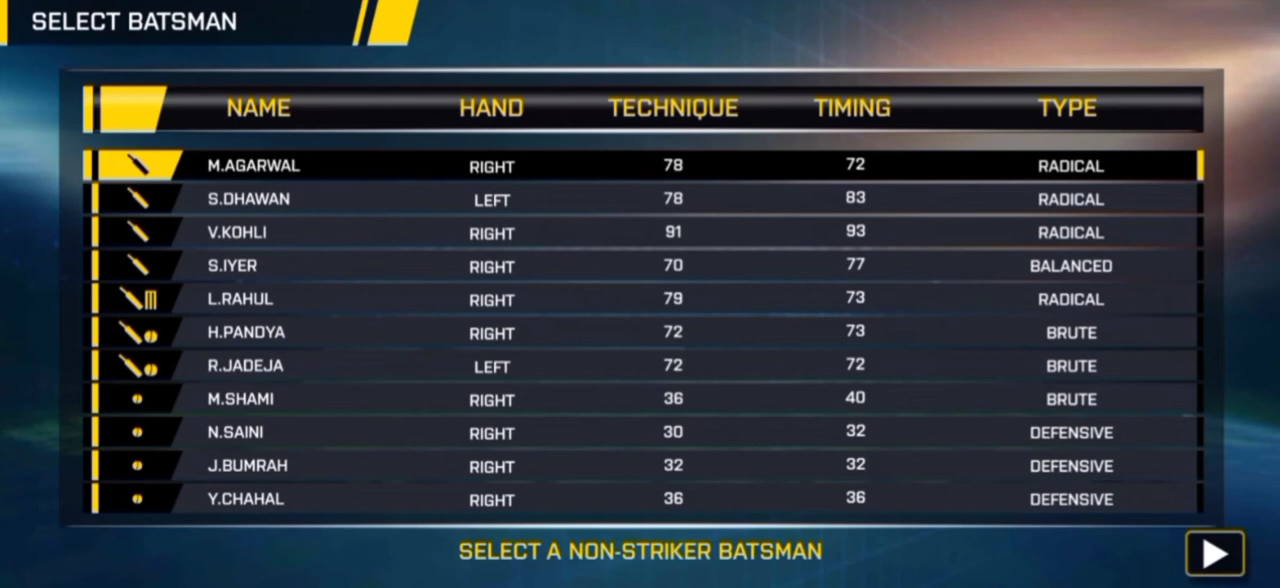 SELECT BATSMAN
NAME HAND TECHNIQUE TIMING TYPE
M.AGARWAL RIGHT 78 72 RADICAL
S.DHAWAN LEFT 78 83 RADICAL
V.KOHLI RIGHT 91 93 RADICAL
S.IYER RIGHT 70 77 BALANCED
L.RAHUL RIGHT 79 73 RADICAL
H.PANDYA RIGHT 72 73 BRUTE
R.JADEJA LEFT 72 72 BRUTE
M.SHAMI RIGHT 36 40 BRUTE
N.SAINI RIGHT 30 32 DEFENSIVE
J.BUMRAH RIGHT 32 32 DEFENSIVE
Y.CHAHAL RIGHT 36 36 DEFENSIVE
SELECT A NON-STRIKER BATSMAN